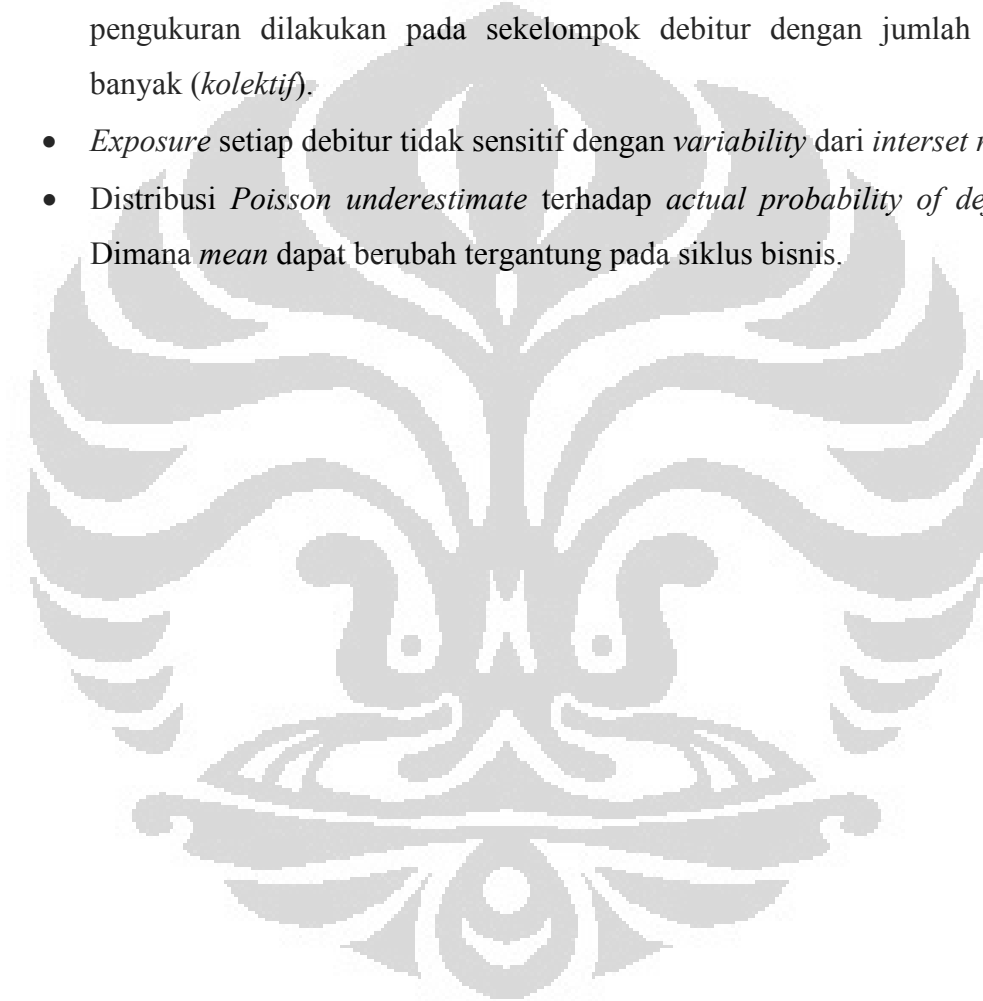 pengukuran dilakukan pada sekelompok debitur dengan jumlah
banyak (kolektif).
• Exposure setiap debitur tidak sensitif dengan variability dari interset
• Distribusi Poisson underestimate terhadap actual probability of
Dimana mean dapat berubah tergantung pada siklus bisnis.